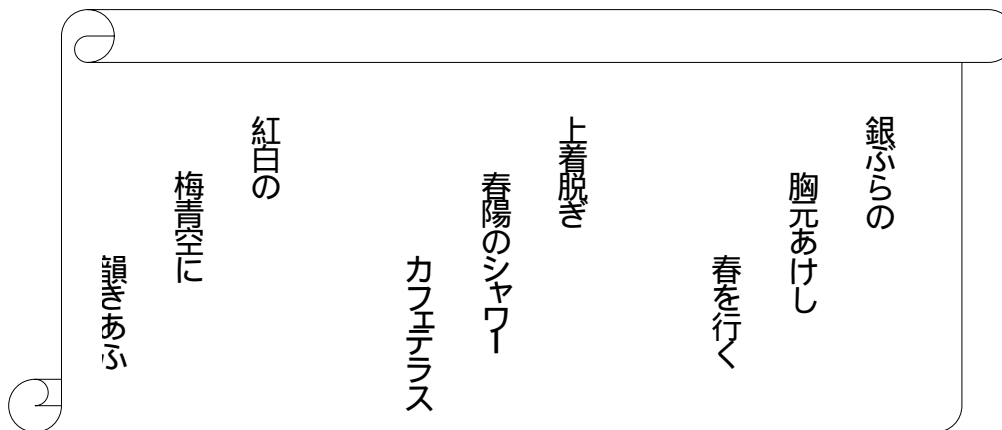 銀ぶらの
胸元あけし
春を行く
上着脱ぎ
春陽のシャワー
カフェテラス
紅白の
梅青空に
韻きあふ